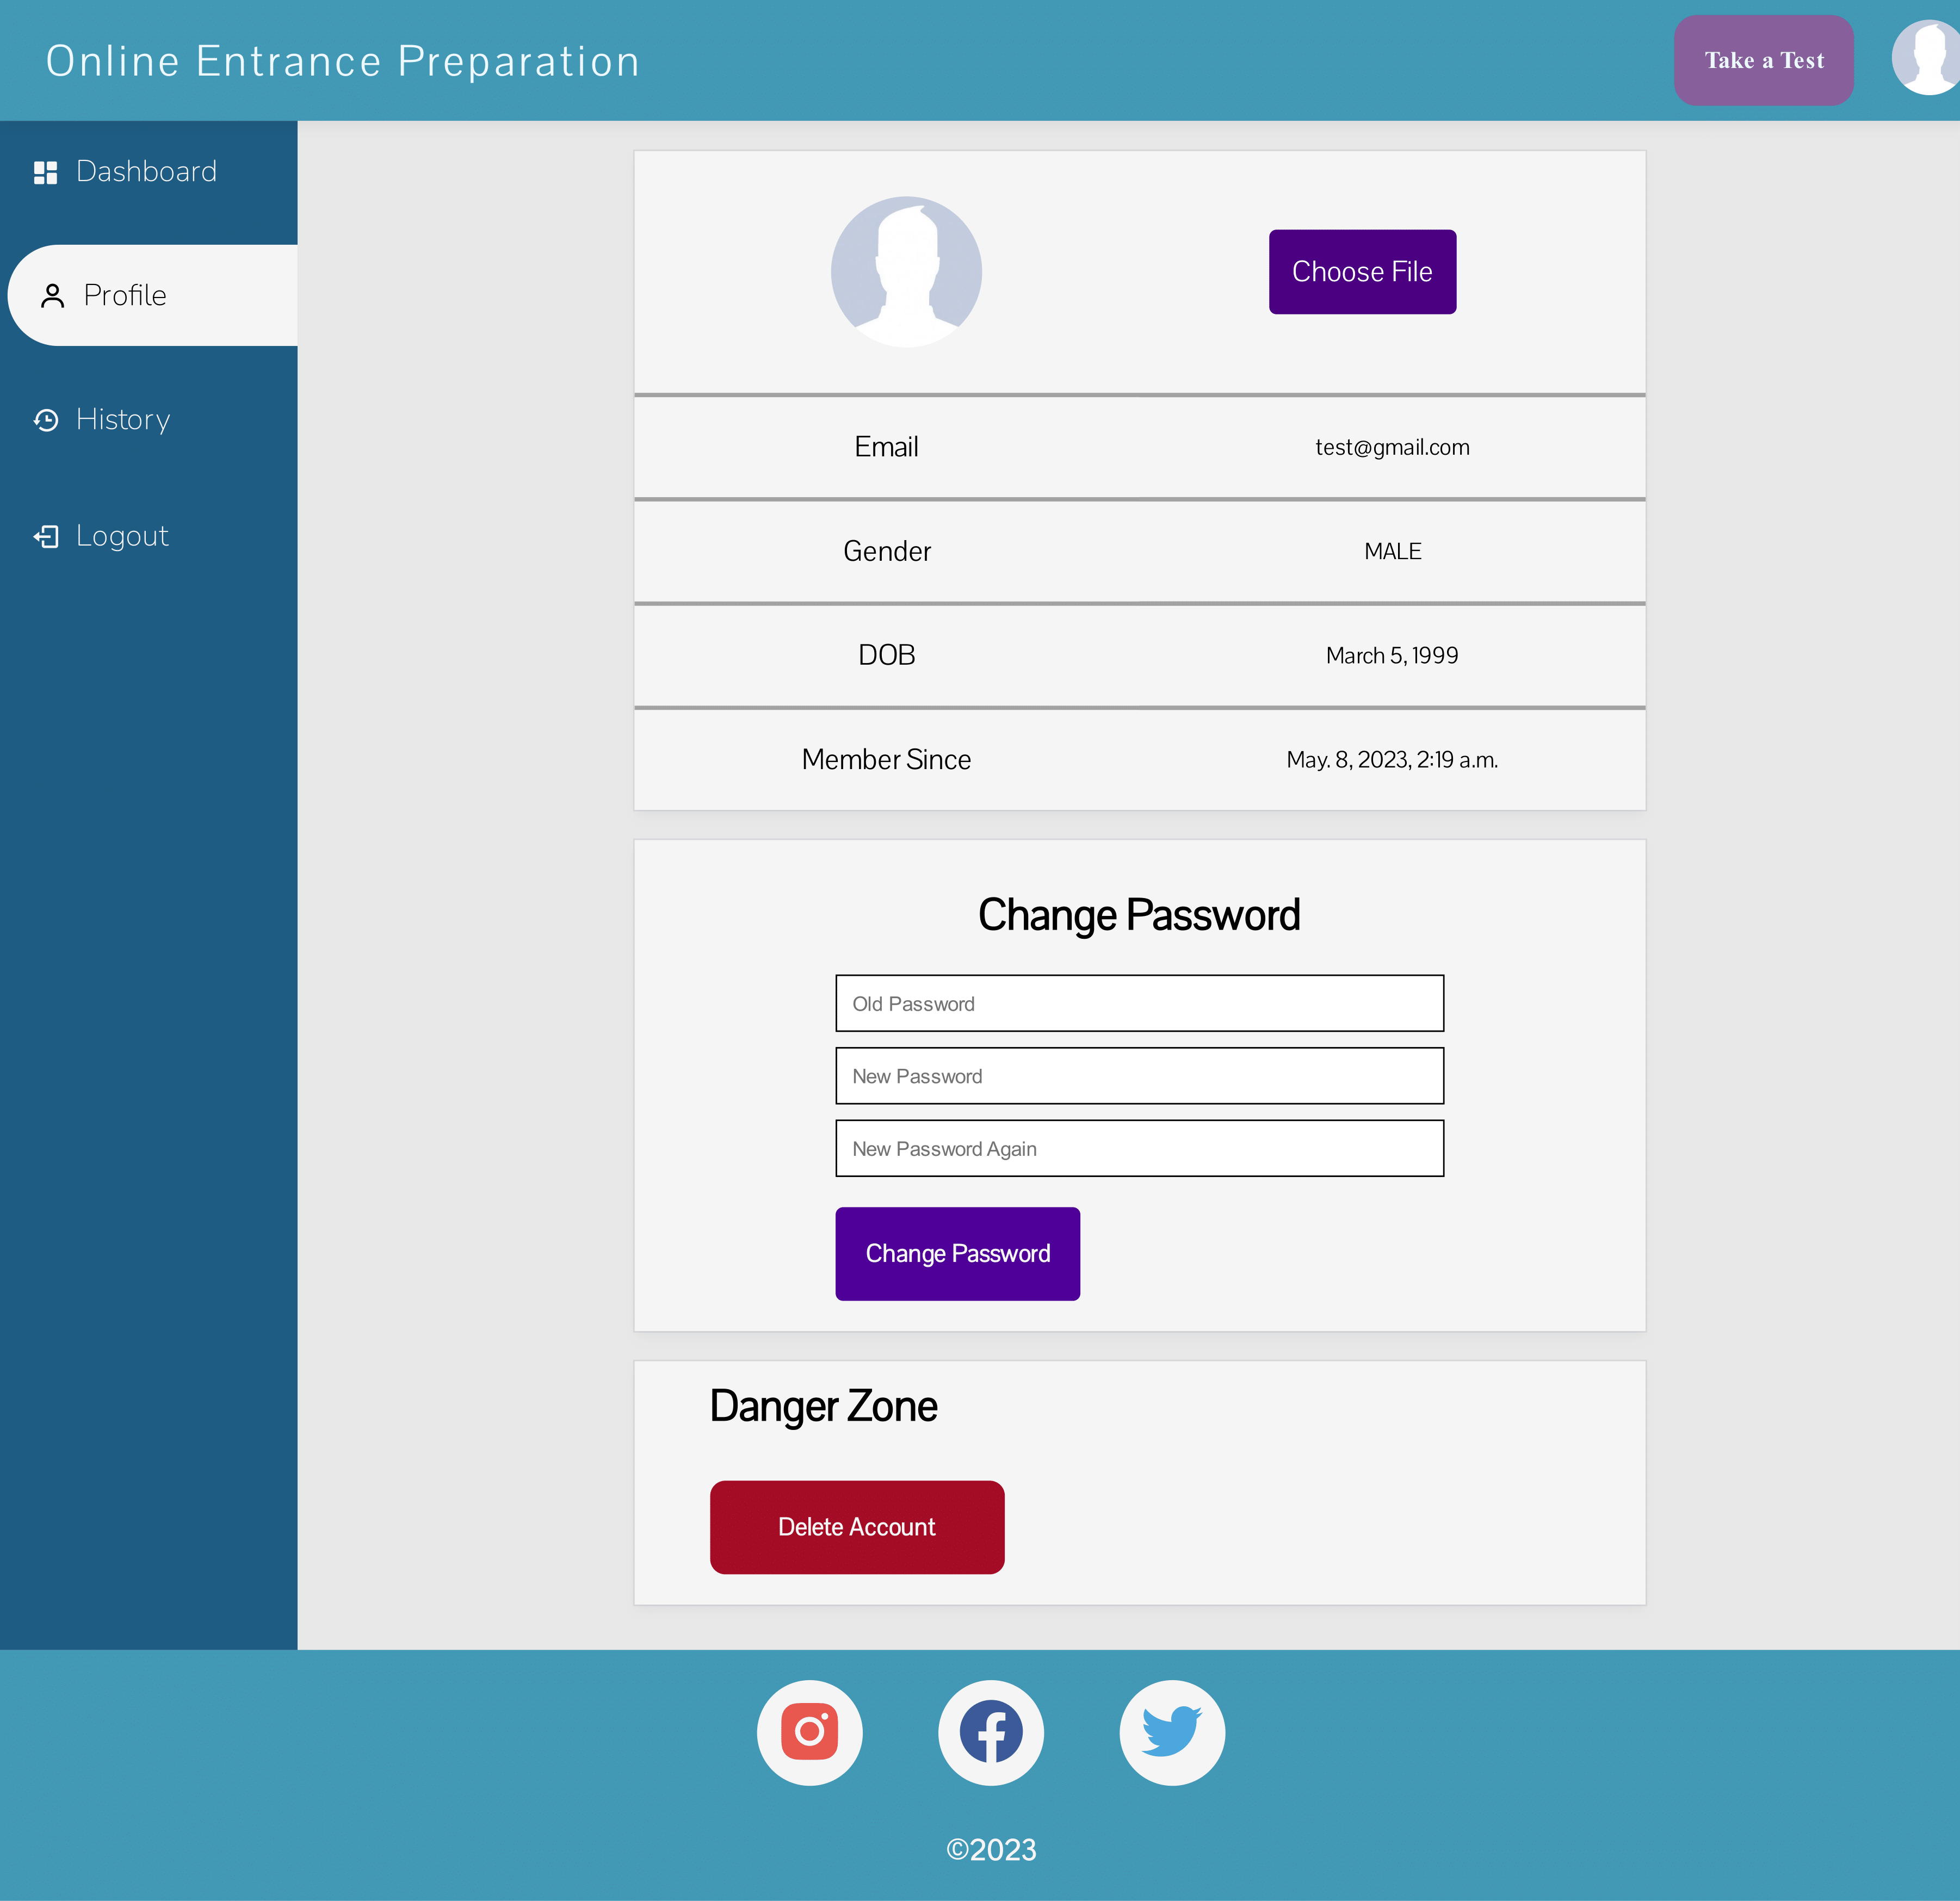 Online Entrance Preparation
Take a Test
Dashboard
Profile
History
Logout
Choose File
Email
test@gmail.com
Gender
MALE
DOB
March 5, 1999
Member Since
May. 8, 2023, 2:19 a.m.
Change Password
Old Password
New Password
New Password Again
Change Password
Danger Zone
Delete Account
©2023